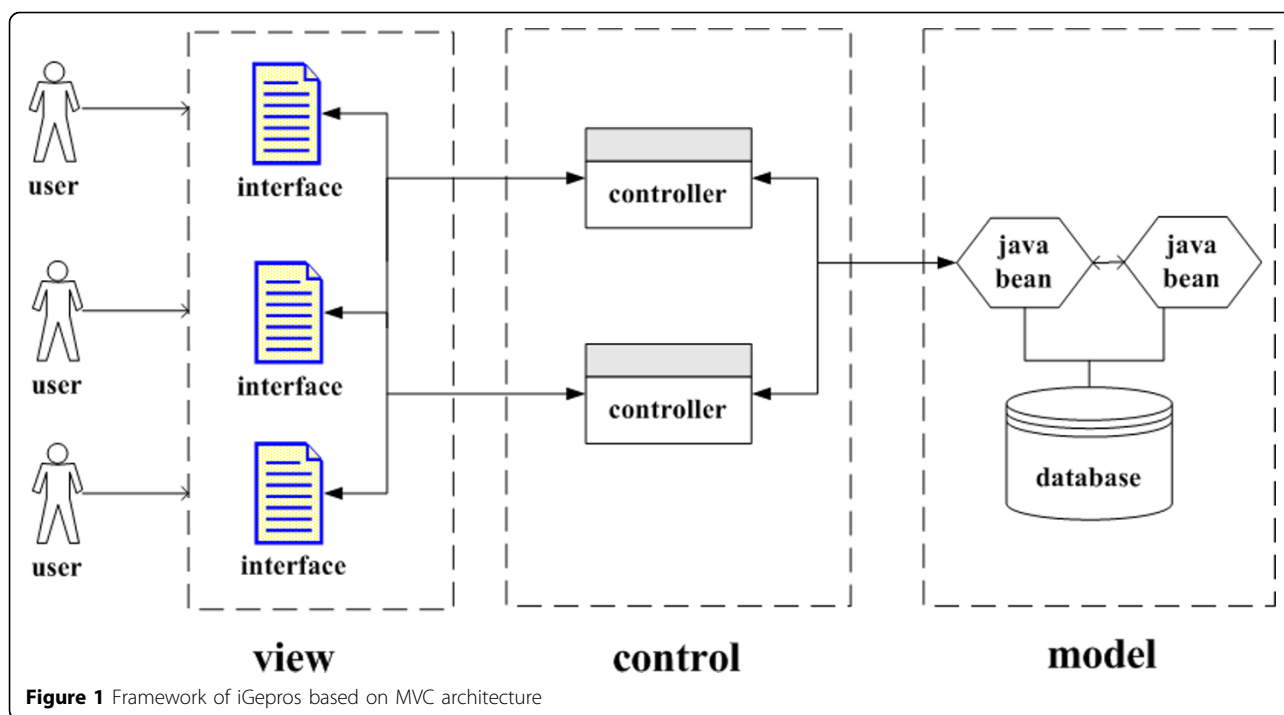 user
interface
controller
java
bean
java
bean
user
interface
controller
database
user
interface
view
control
model
Figure 1 Framework of iGepros based on MVC architecture